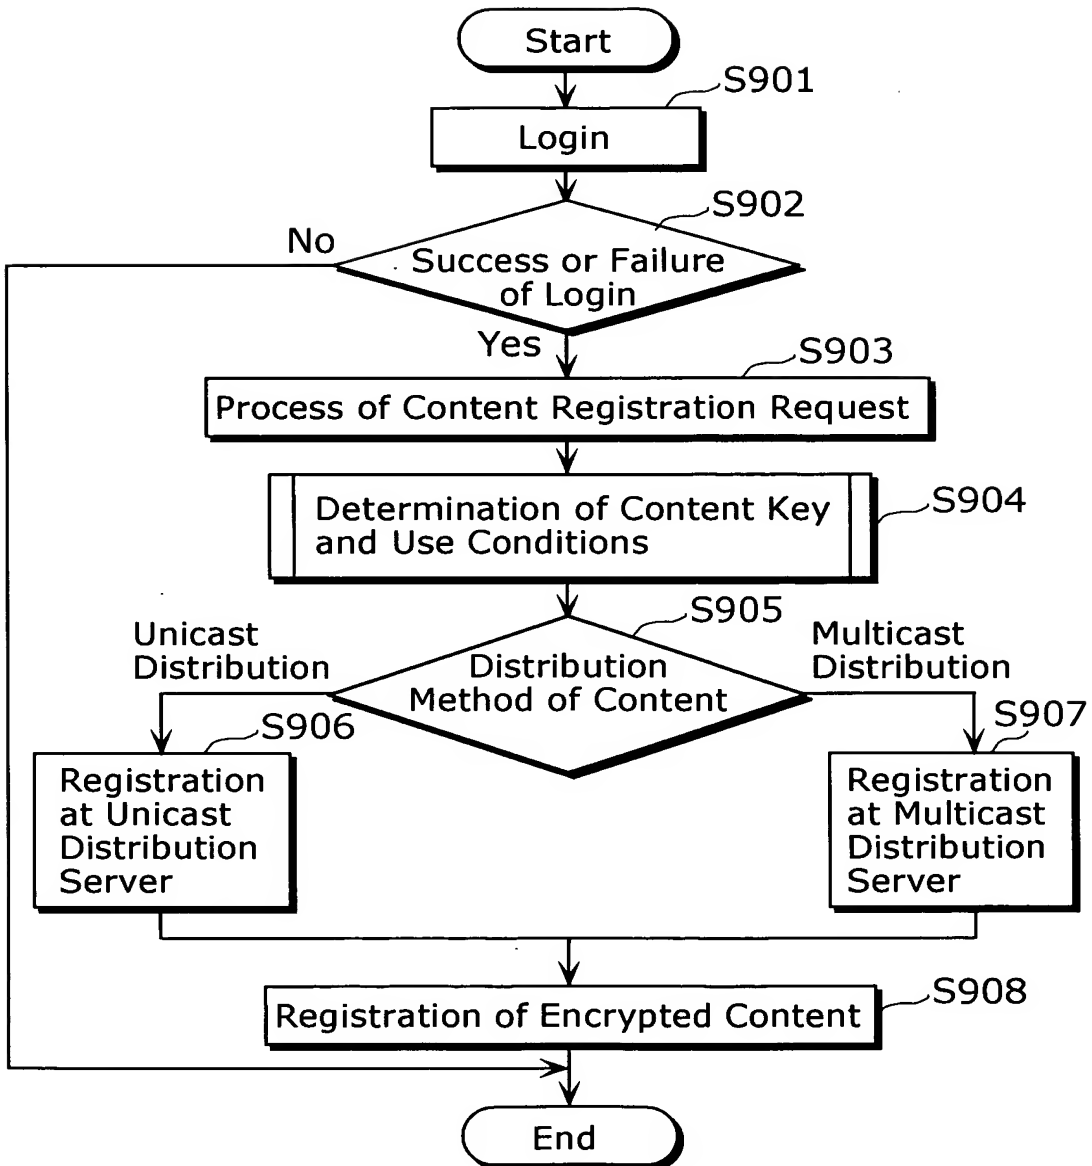 Start
S901
Login
S902
No
Success or Failure
of Login
Yes
S903
Process of Content Registration Request
S904
Determination of Content Key
and Use Conditions
S905
Unicast
Distribution
Multicast
Distribution
Distribution
Method of Content
S906
S907
Registration
at Unicast
Distribution
Server
Registration
at Multicast
Distribution
Server
S908
Registration of Encrypted Content
End